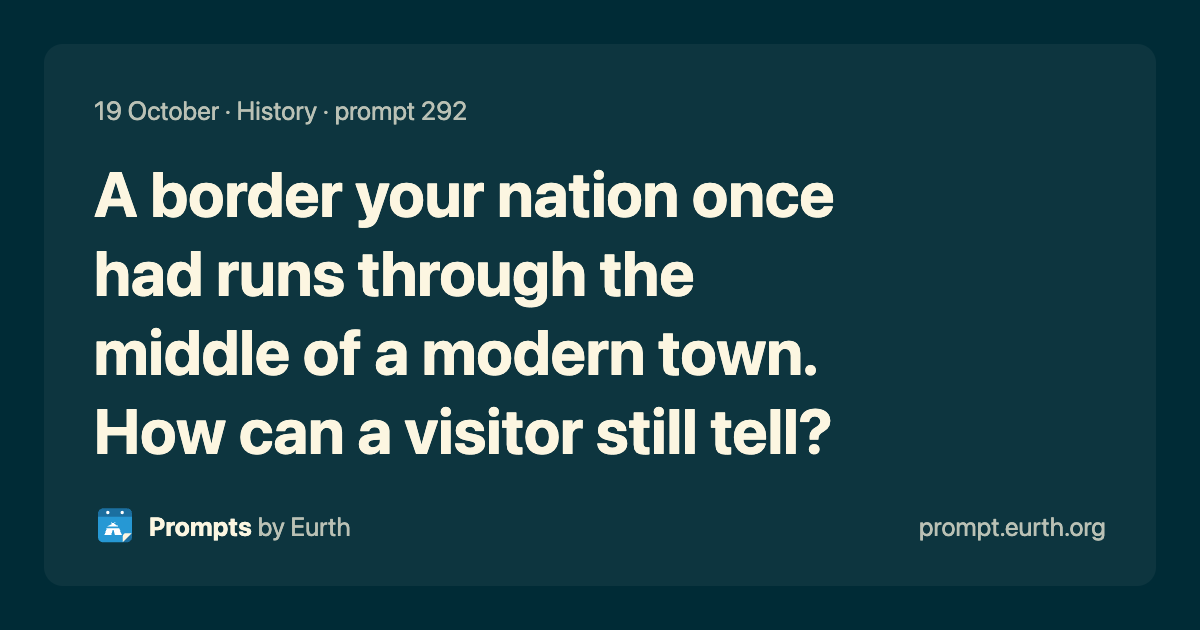 19 October · History · prompt 292
A border your nation once
had runs through the
middle of a modern town.
How can a visitor still tell?
Prompts by Eurth
prompt.eurth.org